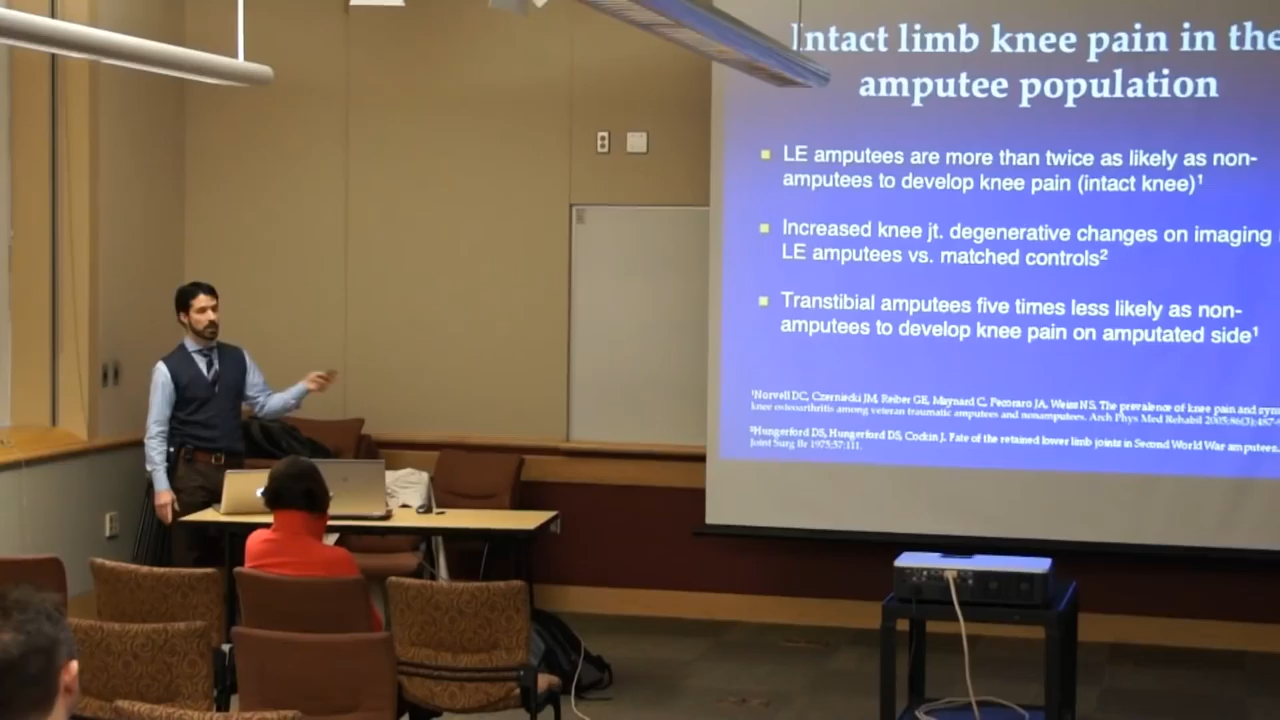 Intact limb knee pain in the
amputee population
LE amputees are more than twice as likely as non-
amputees to develop knee pain (intact knee)¹
Increased knee jt. degenerative changes on imaging
LE amputees vs. matched controls²
Transtibial amputees five times less likely as non-
amputees to develop knee pain on amputated side¹
¹Norvell DC, Czerniecki JM, Reiber GE, Maynard C, Pecoraro JA, Weiss NS. The prevalence of knee pain and
knee osteoarthritis among veteran traumatic amputees and nonamputees. Arch Phys Med Rehabil
²Hungerford DS, Hungerford DS, Cockin J. Fate of the retained lower limb joints in Second World War amputees.
Joint Surg Br 1975;57:111.